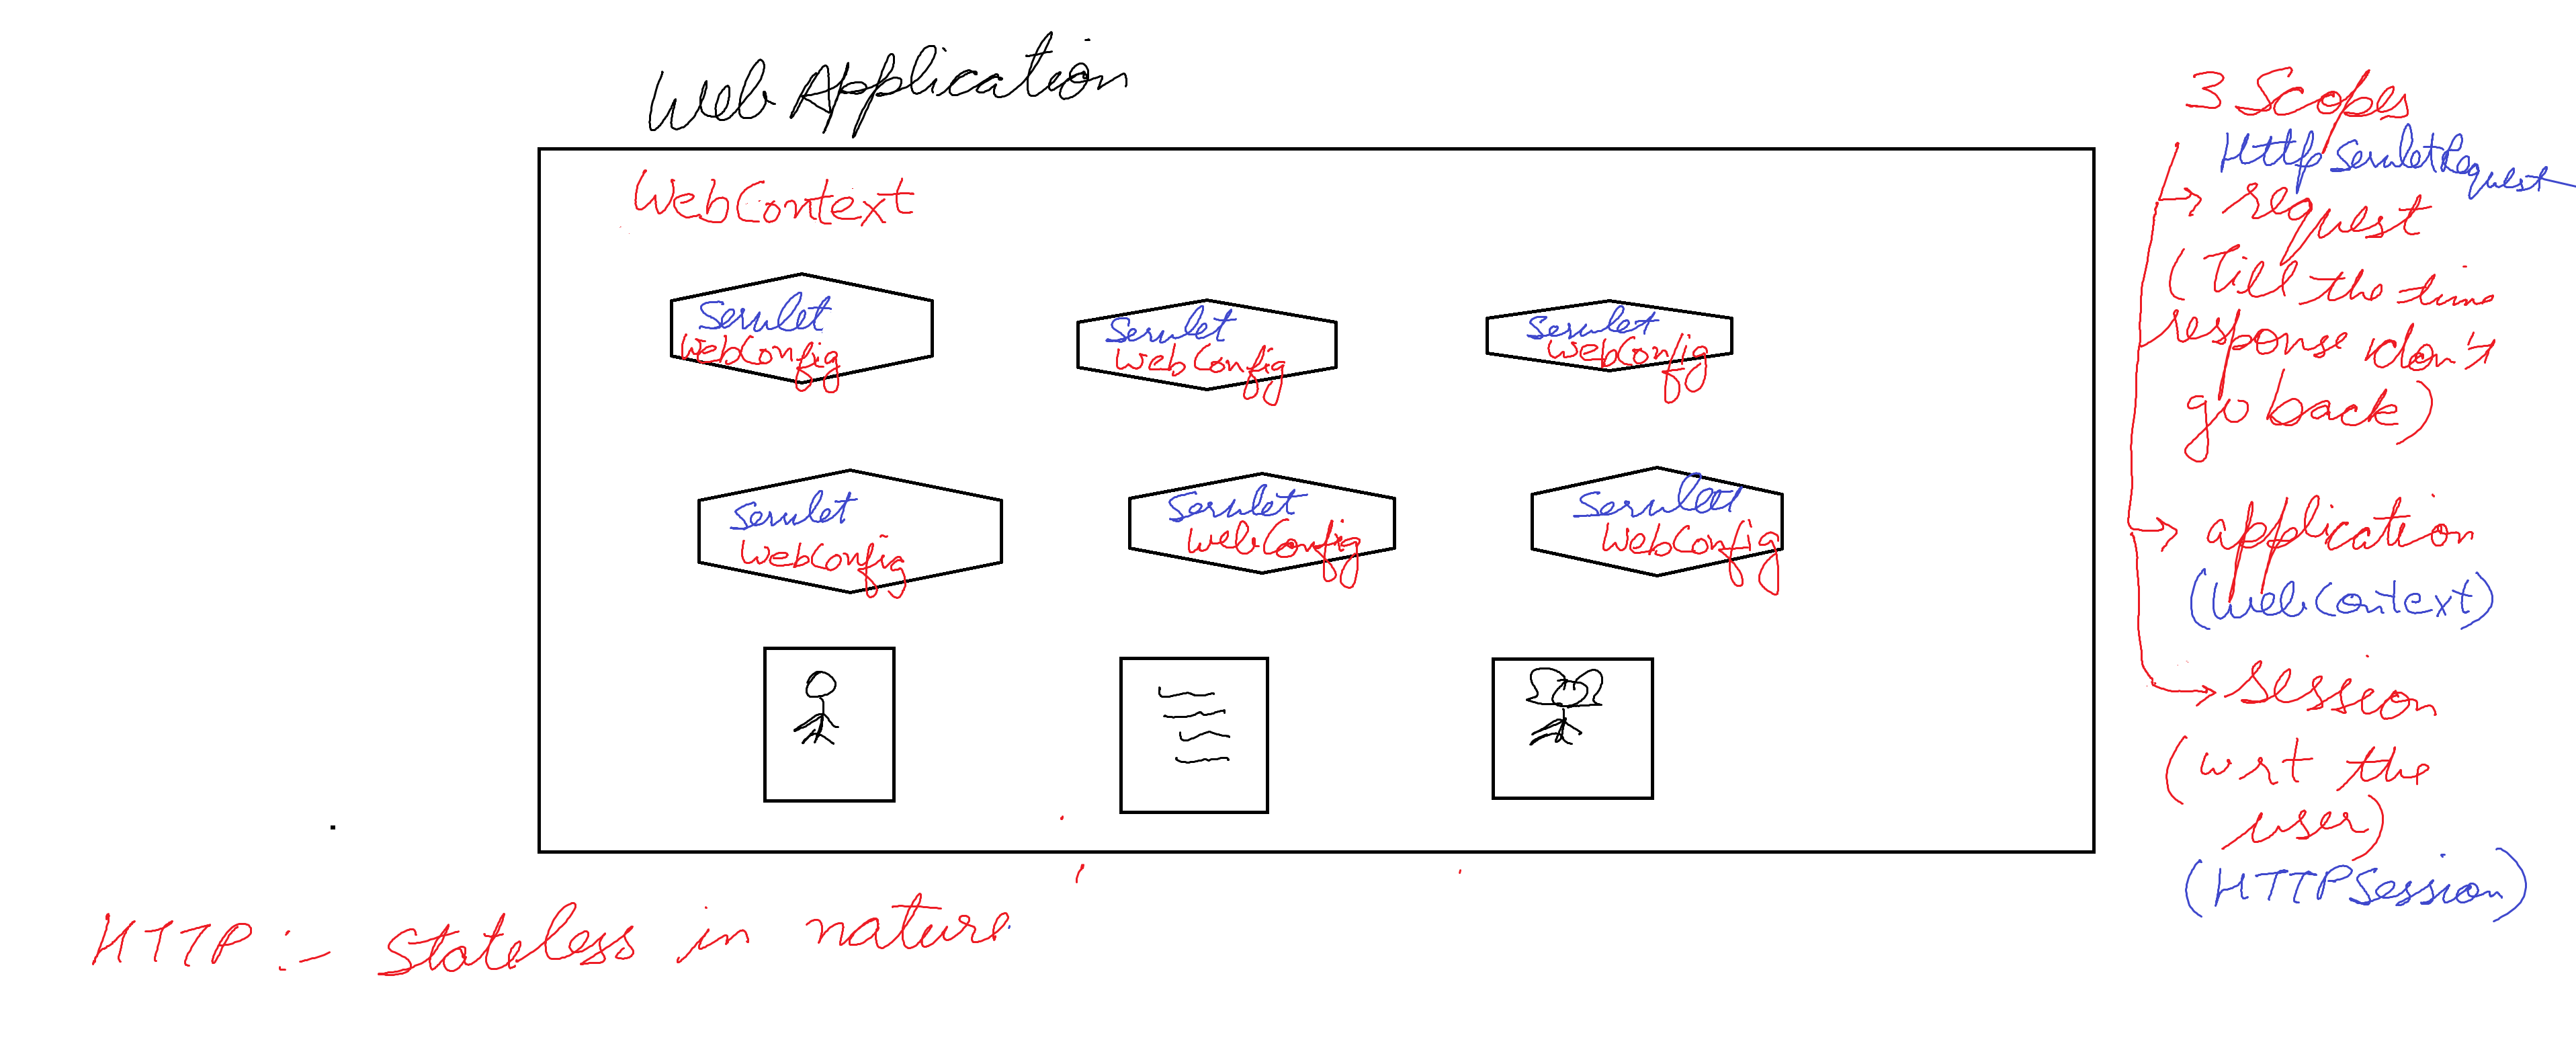 Web Application
WebContext
Servlet
WebConfig
Servlet
WebConfig
Servlet
WebConfig
Servlet
WebConfig
Servlet
WebConfig
Servlet
WebConfig
HTTP :- Stateless in nature
3 Scopes
HttpServletRequest
→ request
(Till the time
response don't
go back)
→ application
(WebContext)
→ session
(wrt the
user)
(HTTPSession)